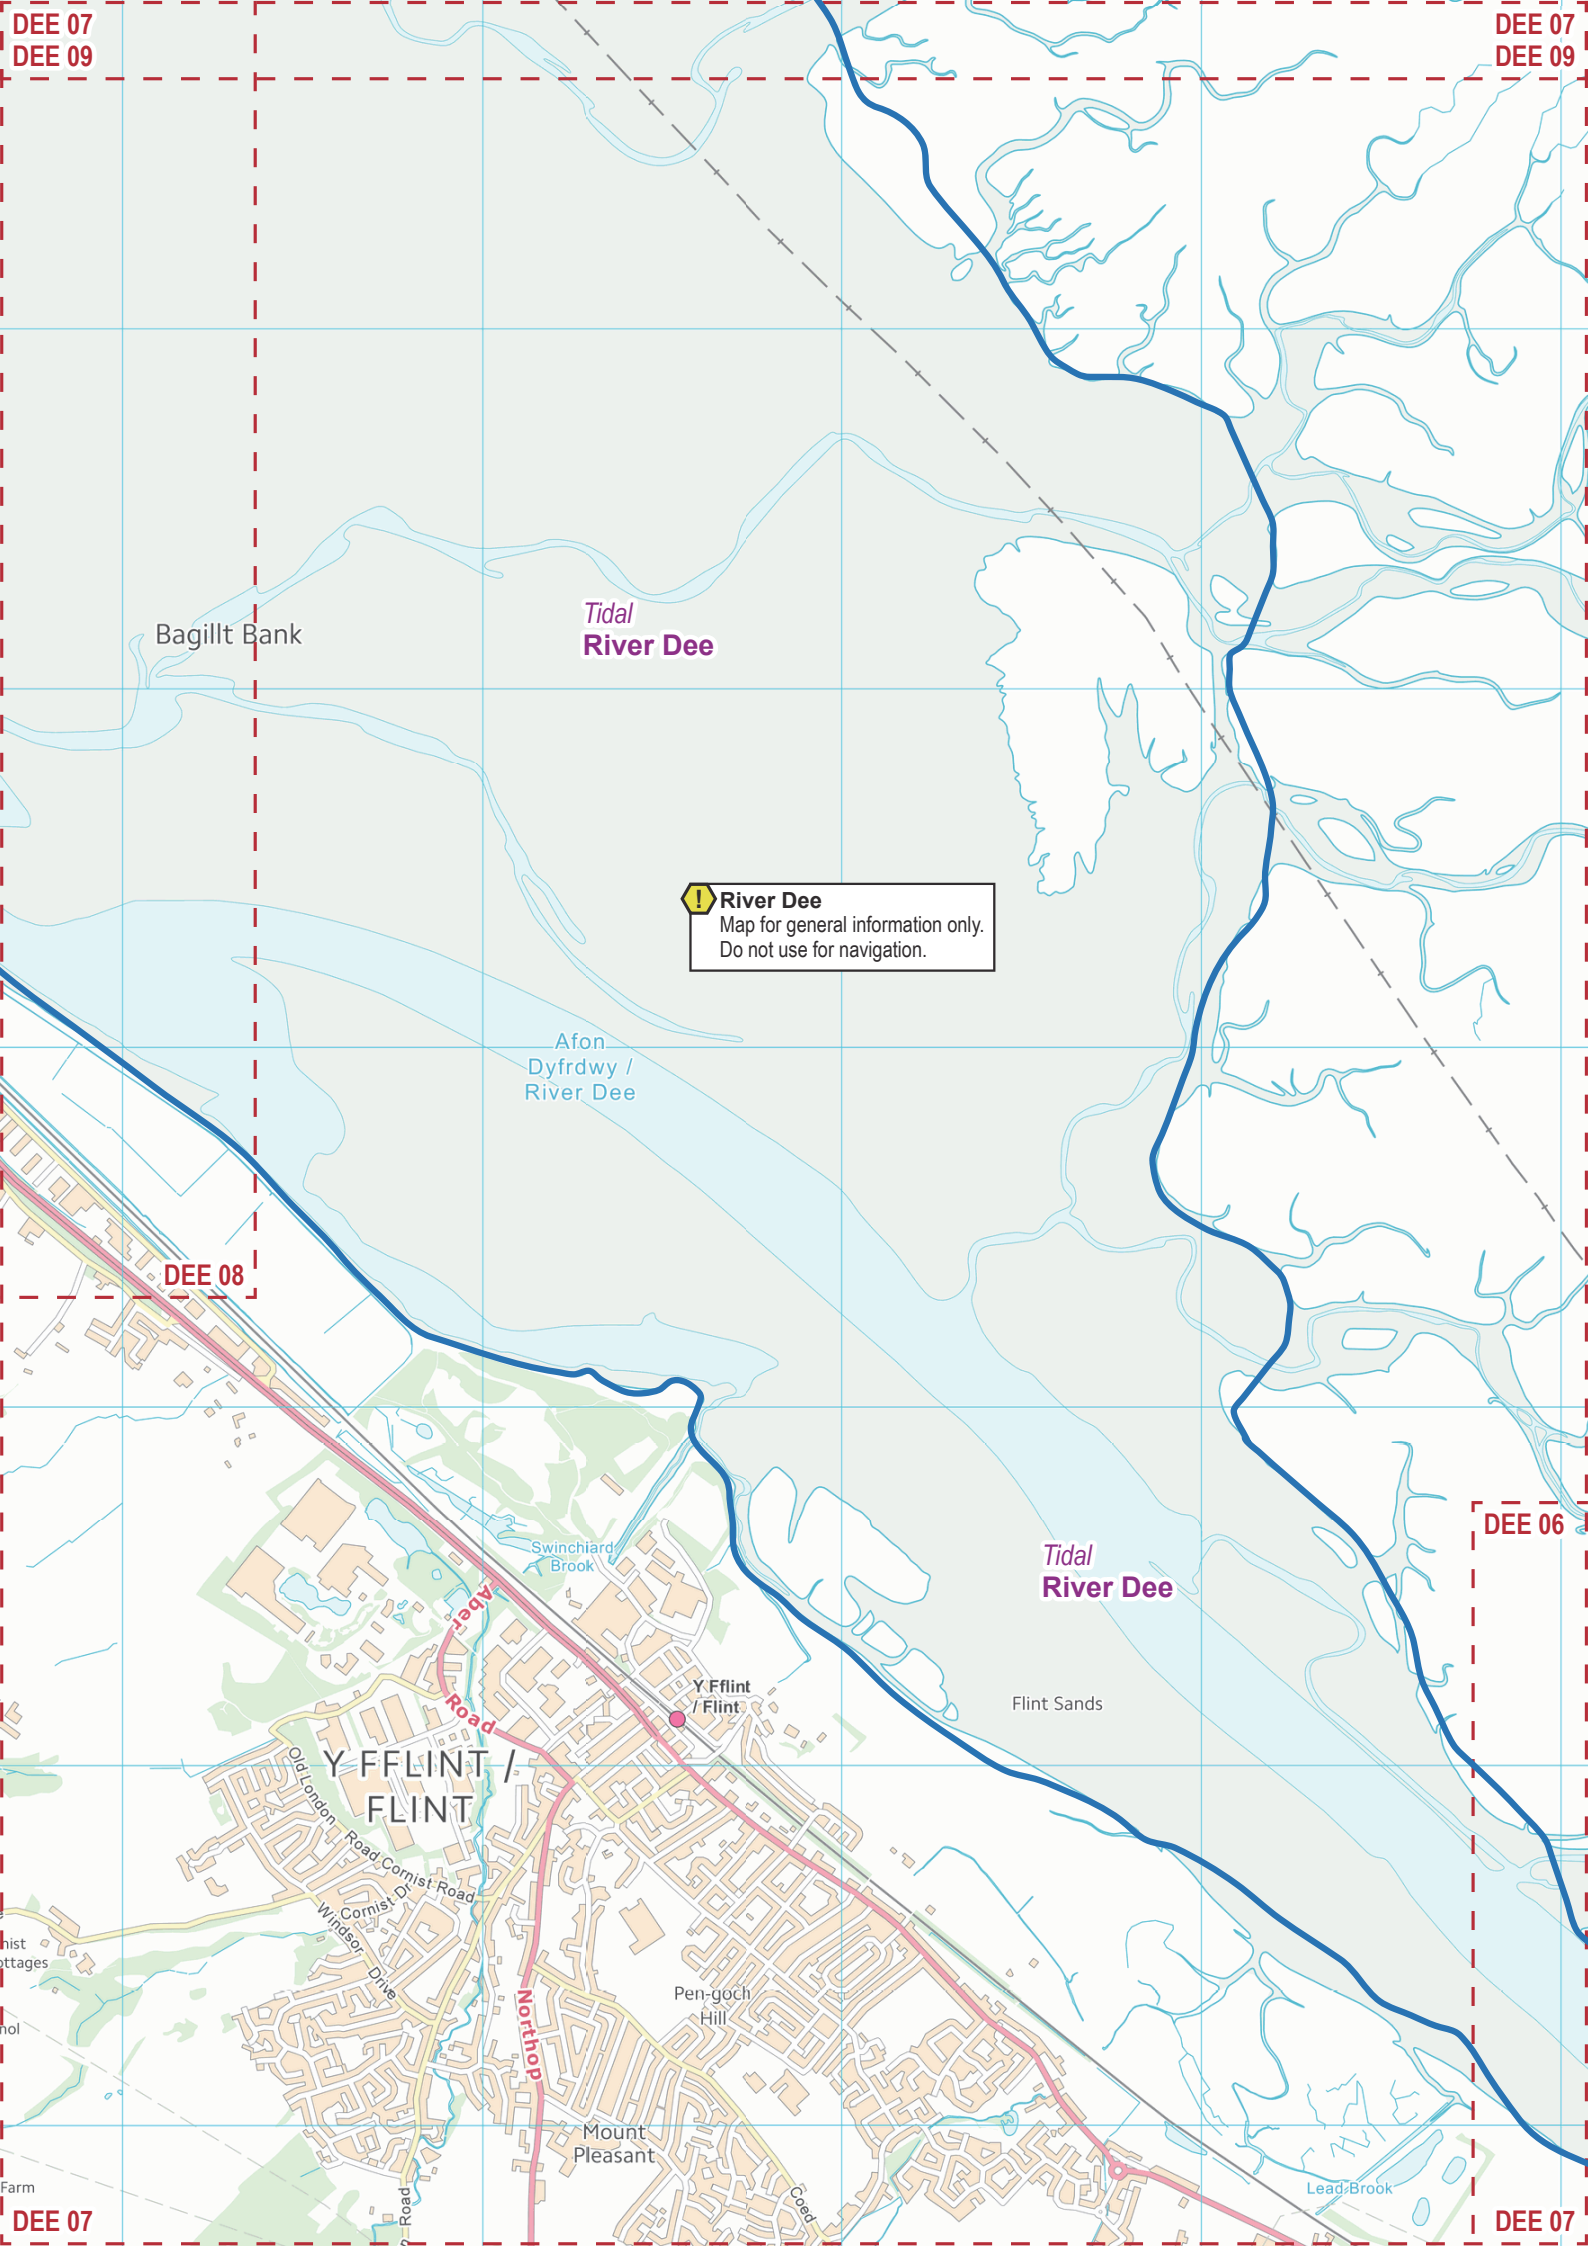 DEE 07
DEE 09
DEE 07
DEE 09
Tidal
River Dee
Bagillt Bank
! River Dee
Map for general information only.
Do not use for navigation.
Afon
Dyfrdwy /
River Dee
DEE 08
DEE 06
Swinchiard
Brook
Tidal
River Dee
Aber
Road
Y Fflint
/ Flint
Flint Sands
Y FFLINT /
FLINT
Old London
Road
Cornist Road
Cornist Dr
Windsor
Drive
nist
ottages
Northop
Pen-goch
Hill
nol
Mount
Pleasant
Coed
Road
Farm
Lead Brook
DEE 07
DEE 07